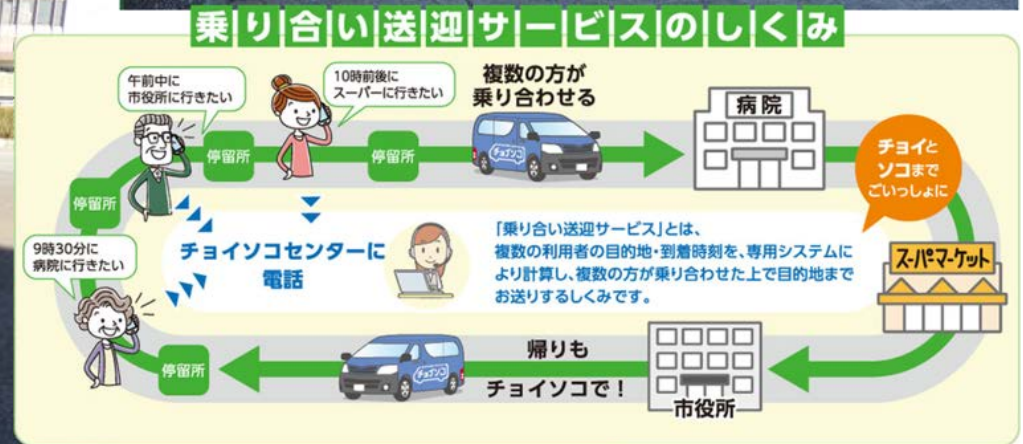 乗り合い送迎サービスのしくみ
午前中に
市役所に行きたい
10時前後に
スーパーに行きたい
複数の方が
乗り合わせる
病院
停留所
停留所
チョイソコ
チョイと
ソコまで
ごいっしょに
停留所
9時30分に
病院に行きたい
チョイソコセンターに
電話
「乗り合い送迎サービス」とは、
複数の利用者の目的地・到着時刻を、専用システムに
より計算し、複数の方が乗り合わせた上で目的地まで
お送りするしくみです。
スーパーマーケット
停留所
チョイソコ
帰りも
チョイソコで！
市役所